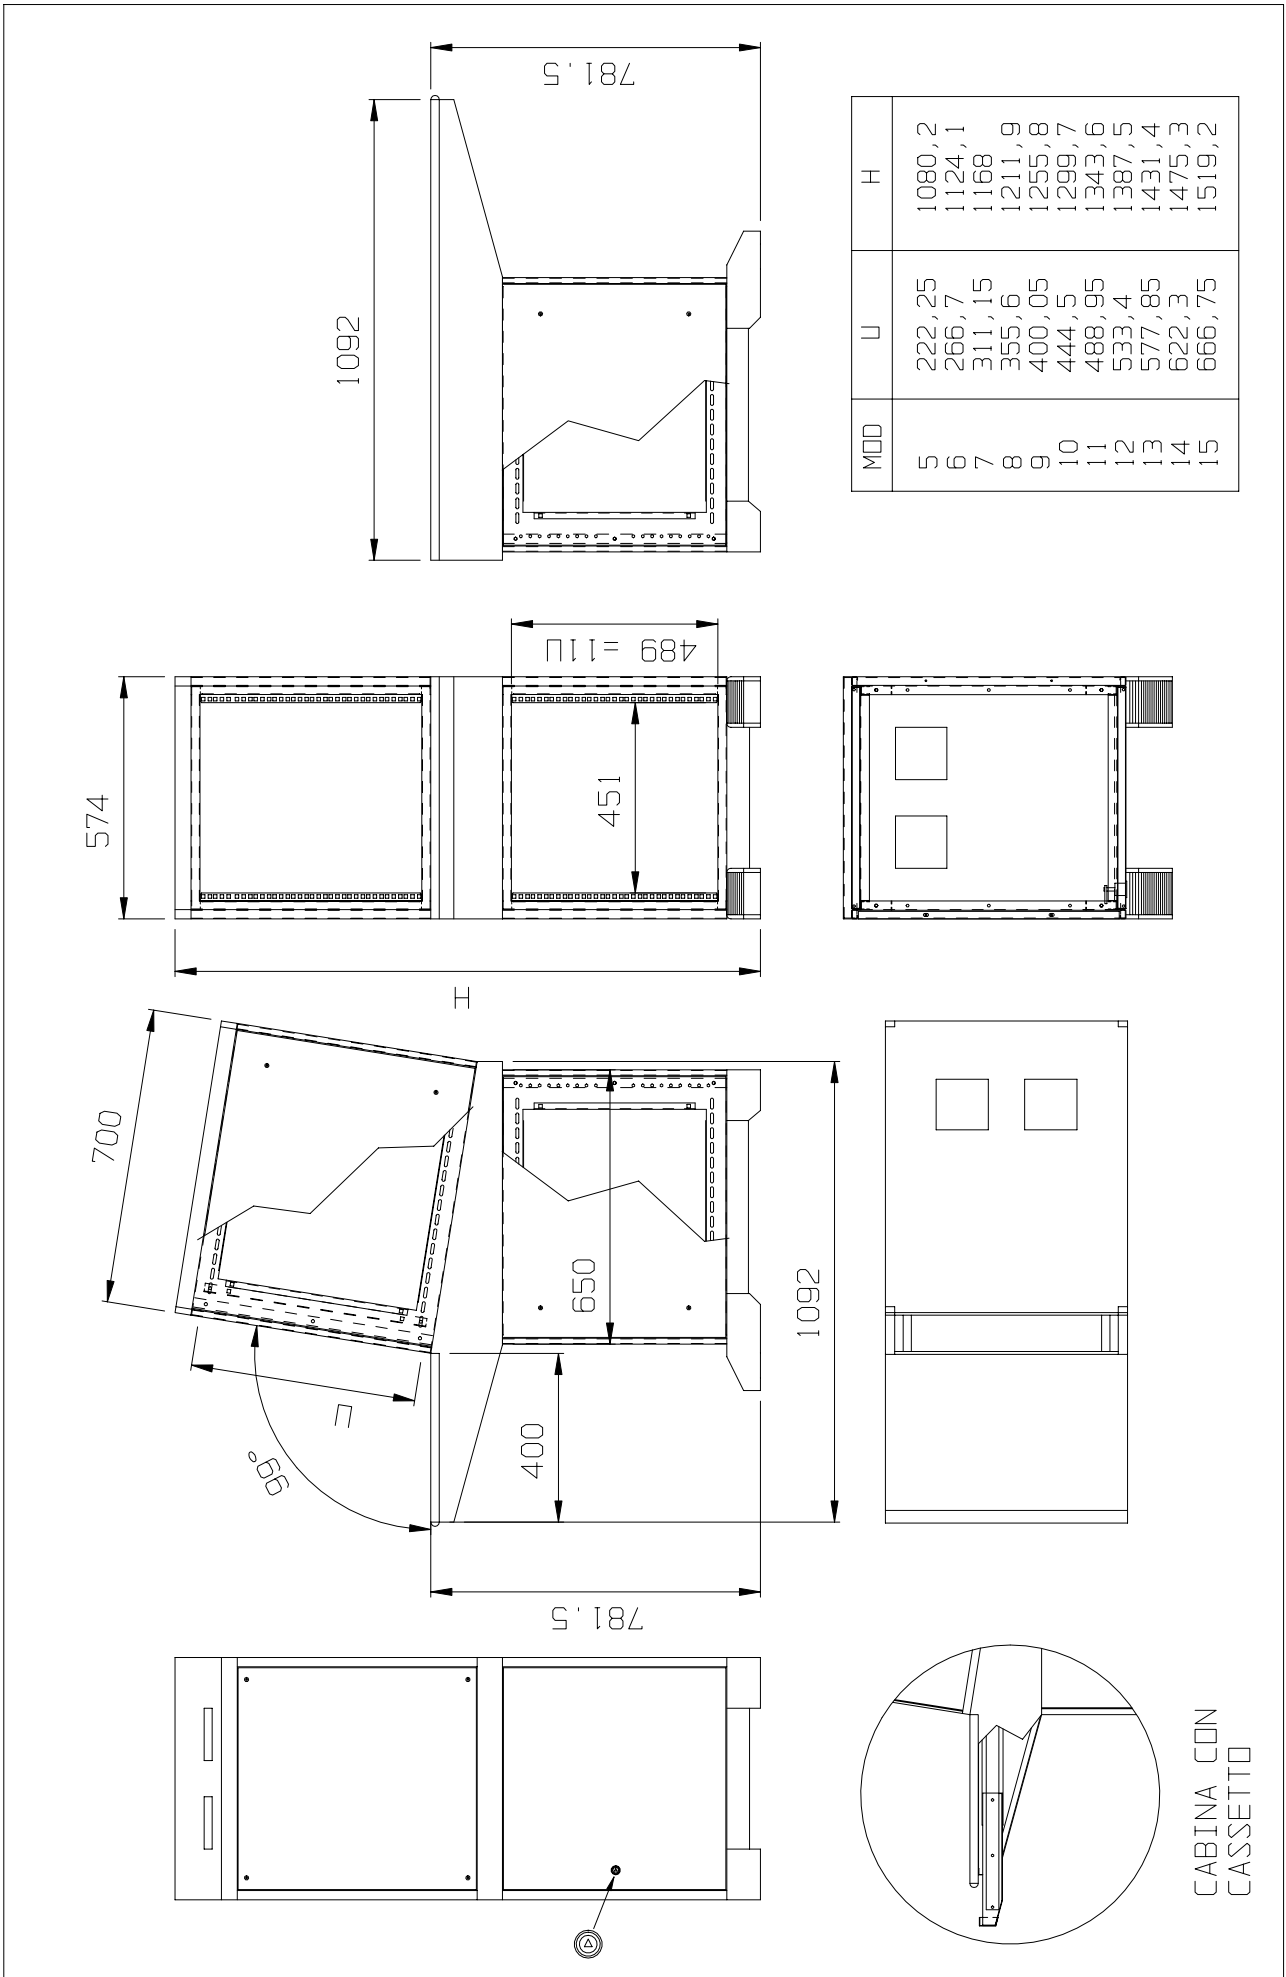 781.5
1092
574
489 =11U
451
H
700
U
99°
650
400
1092
781.5
MOD U H
5 222,25 1080,2
6 266,7 1124,1
7 311,15 1168
8 355,6 1211,9
9 400,05 1255,8
10 444,5 1299,7
11 488,95 1343,6
12 533,4 1387,5
13 577,85 1431,4
14 622,3 1475,3
15 666,75 1519,2
CABINA CON
CASSETTO